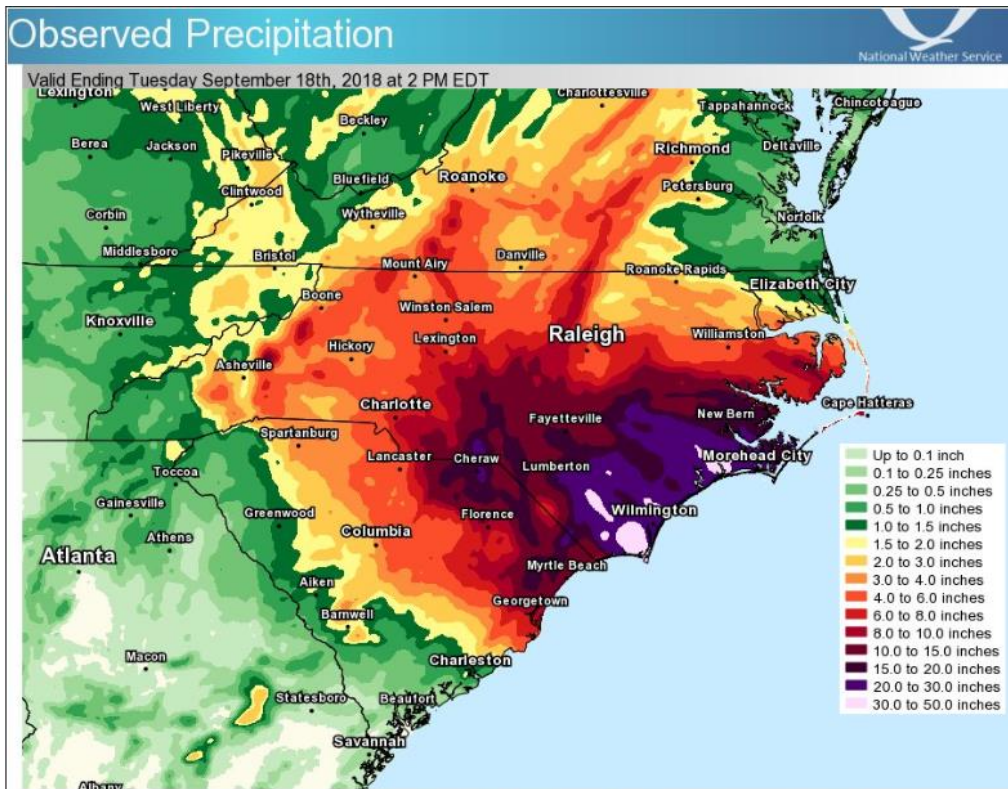 Observed Precipitation
National Weather Service
Valid Ending Tuesday September 18th, 2018 at 2 PM EDT
Lexington
West Liberty
Charlottesville
Tappahannock
Chincoteague
Beckley
Berea
Jackson
Pikeville
Richmond
Deltaville
Bluefield
Roanoke
Clintwood
Petersburg
Corbin
Wytheville
Norfolk
Middlesboro
Bristol
Mount Airy
Danville
Roanoke Rapids
Elizabeth City
Boone
Knoxville
Winston Salem
Hickory
Lexington
Raleigh
Williamston
Asheville
Charlotte
Fayetteville
New Bern
Cape Hatteras
Spartanburg
Lancaster
Cheraw
Lumberton
Morehead City
Toccoa
Gainesville
Greenwood
Florence
Wilmington
Columbia
Athens
Atlanta
Myrtle Beach
Aiken
Georgetown
Barnwell
Macon
Charleston
Statesboro
Beaufort
Savannah
Albany
Up to 0.1 inch
0.1 to 0.25 inches
0.25 to 0.5 inches
0.5 to 1.0 inches
1.0 to 1.5 inches
1.5 to 2.0 inches
2.0 to 3.0 inches
3.0 to 4.0 inches
4.0 to 6.0 inches
6.0 to 8.0 inches
8.0 to 10.0 inches
10.0 to 15.0 inches
15.0 to 20.0 inches
20.0 to 30.0 inches
30.0 to 50.0 inches